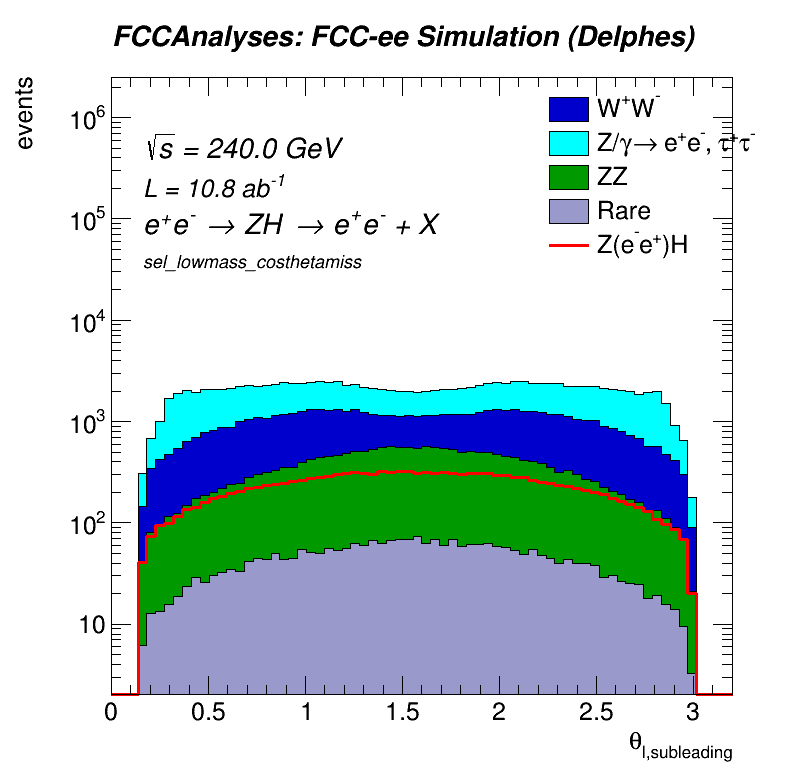 FCCAnalyses: FCC-ee Simulation (Delphes)
events
10⁶
10⁵
10⁴
10³
10²
10
√s = 240.0 GeV
L = 10.8 ab⁻¹
e⁺e⁻ → ZH → e⁺e⁻ + X
sel_lowmass_costhetamiss
W⁺W⁻
Z/γ→ e⁺e⁻, τ⁺τ⁻
ZZ
Rare
Z(e⁻e⁺)H
0 0.5 1 1.5 2 2.5 3
θ_l,subleading